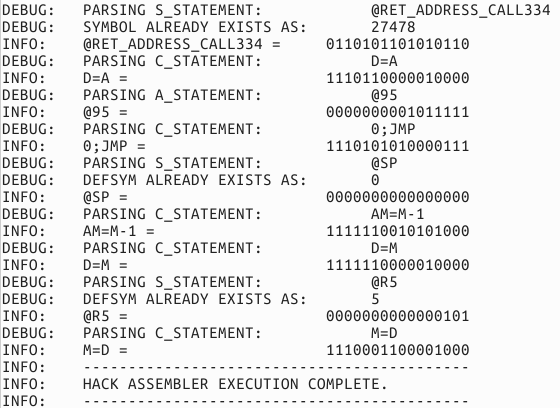 DEBUG: PARSING S_STATEMENT: @RET_ADDRESS_CALL334
DEBUG: SYMBOL ALREADY EXISTS AS: 27478
INFO: @RET_ADDRESS_CALL334 = 0110101101010110
DEBUG: PARSING C_STATEMENT: D=A
INFO: D=A = 1110110000010000
DEBUG: PARSING A_STATEMENT: @95
INFO: @95 = 0000000001011111
DEBUG: PARSING C_STATEMENT: 0;JMP
INFO: 0;JMP = 1110101010000111
DEBUG: PARSING S_STATEMENT: @SP
DEBUG: DEFSYM ALREADY EXISTS AS: 0
INFO: @SP = 0000000000000000
DEBUG: PARSING C_STATEMENT: AM=M-1
INFO: AM=M-1 = 1111110010101000
DEBUG: PARSING C_STATEMENT: D=M
INFO: D=M = 1111110000010000
DEBUG: PARSING S_STATEMENT: @R5
DEBUG: DEFSYM ALREADY EXISTS AS: 5
INFO: @R5 = 0000000000000101
DEBUG: PARSING C_STATEMENT: M=D
INFO: M=D = 1110001100001000
INFO: -------------------------------------------
INFO: HACK ASSEMBLER EXECUTION COMPLETE.
INFO: -------------------------------------------